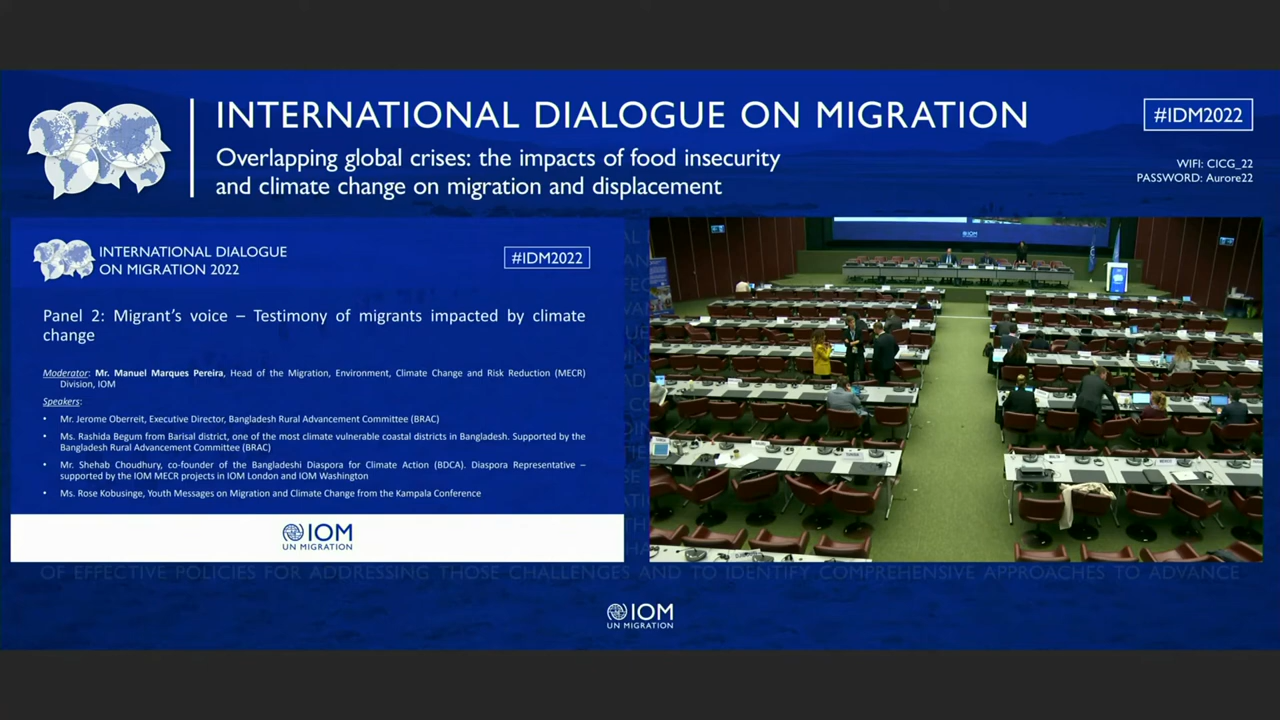 INTERNATIONAL DIALOGUE ON MIGRATION
Overlapping global crises: the impacts of food insecurity
and climate change on migration and displacement
#IDM2022
WIFI: CICG_22
PASSWORD: Aurore22
INTERNATIONAL DIALOGUE
ON MIGRATION 2022
#IDM2022
Panel 2: Migrant's voice – Testimony of migrants impacted by climate
change
Moderator: Mr. Manuel Marques Pereira, Head of the Migration, Environment, Climate Change and Risk Reduction (MECR)
Division, IOM
Speakers:
• Mr. Jerome Oberreit, Executive Director, Bangladesh Rural Advancement Committee (BRAC)
• Ms. Rashida Begum from Barisal district, one of the most climate vulnerable coastal districts in Bangladesh. Supported by the
Bangladesh Rural Advancement Committee (BRAC)
• Mr. Shehab Choudhury, co-founder of the Bangladeshi Diaspora for Climate Action (BDCA). Diaspora Representative –
supported by the IOM MECR projects in IOM London and IOM Washington
• Ms. Rose Kobusinge, Youth Messages on Migration and Climate Change from the Kampala Conference
IOM
UN MIGRATION
IOM
OF EFFECTIVE POLICIES FOR ADDRESSING THOSE CHALLENGES AND TO IDENTIFY COMPREHENSIVE APPROACHES TO ADVANCE
IOM
UN MIGRATION